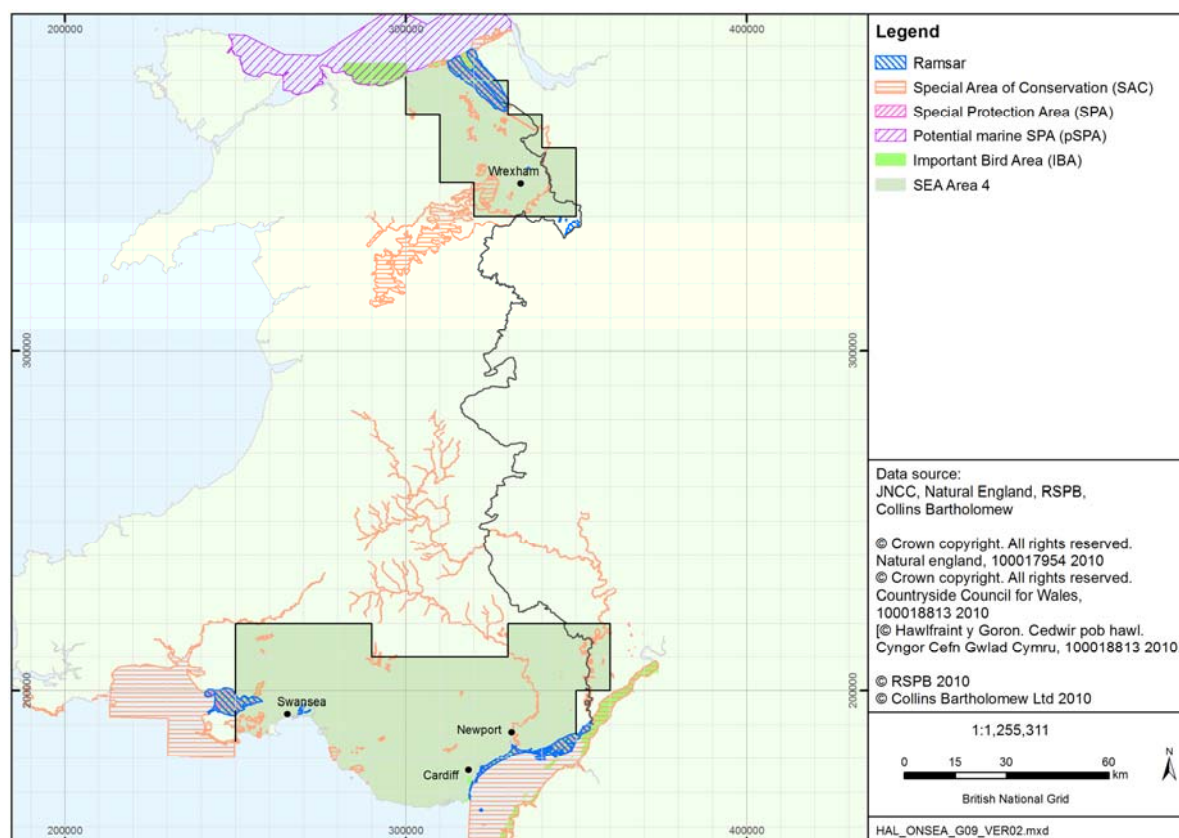 200000
300000
400000
Wrexham
300000
300000
Swansea
Newport
Cardiff
200000
200000
200000
300000
400000
Legend
Ramsar
Special Area of Conservation (SAC)
Special Protection Area (SPA)
Potential marine SPA (pSPA)
Important Bird Area (IBA)
SEA Area 4
Data source:
JNCC, Natural England, RSPB,
Collins Bartholomew
© Crown copyright. All rights reserved.
Natural england, 100017954 2010
© Crown copyright. All rights reserved.
Countryside Council for Wales,
100018813 2010
[© Hawlfraint y Goron. Cedwir pob hawl.
Cyngor Cefn Gwlad Cymru, 100018813 2010
© RSPB 2010
© Collins Bartholomew Ltd 2010
1:1,255,311
0 15 30 60
km
N
British National Grid
HAL_ONSEA_G09_VER02.mxd